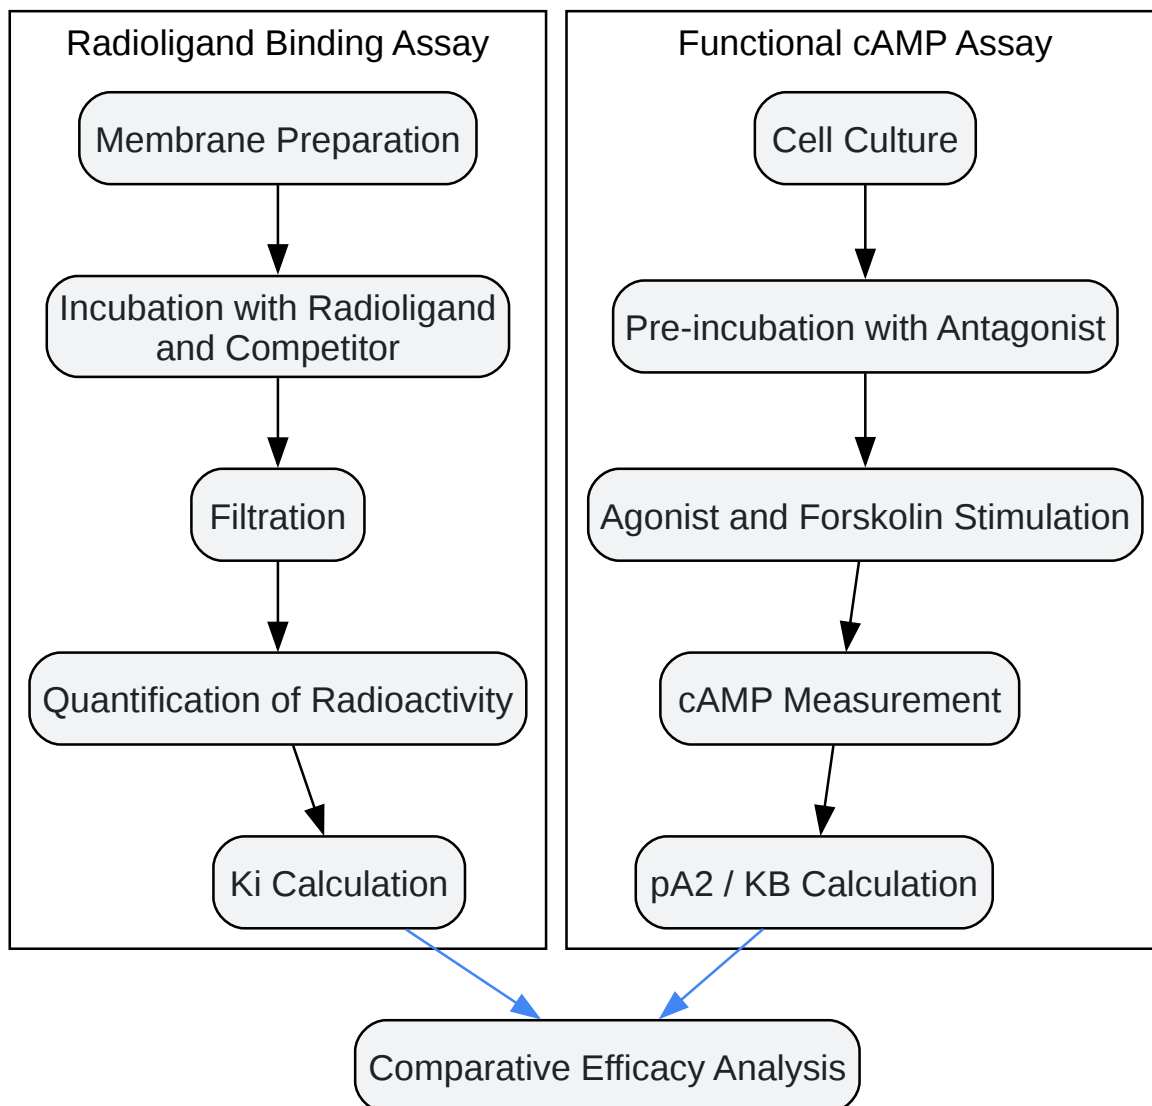 Radioligand Binding Assay
Membrane Preparation
Incubation with Radioligand
and Competitor
Filtration
Quantification of Radioactivity
Ki Calculation
Functional cAMP Assay
Cell Culture
Pre-incubation with Antagonist
Agonist and Forskolin Stimulation
cAMP Measurement
pA2 / KB Calculation
Comparative Efficacy Analysis